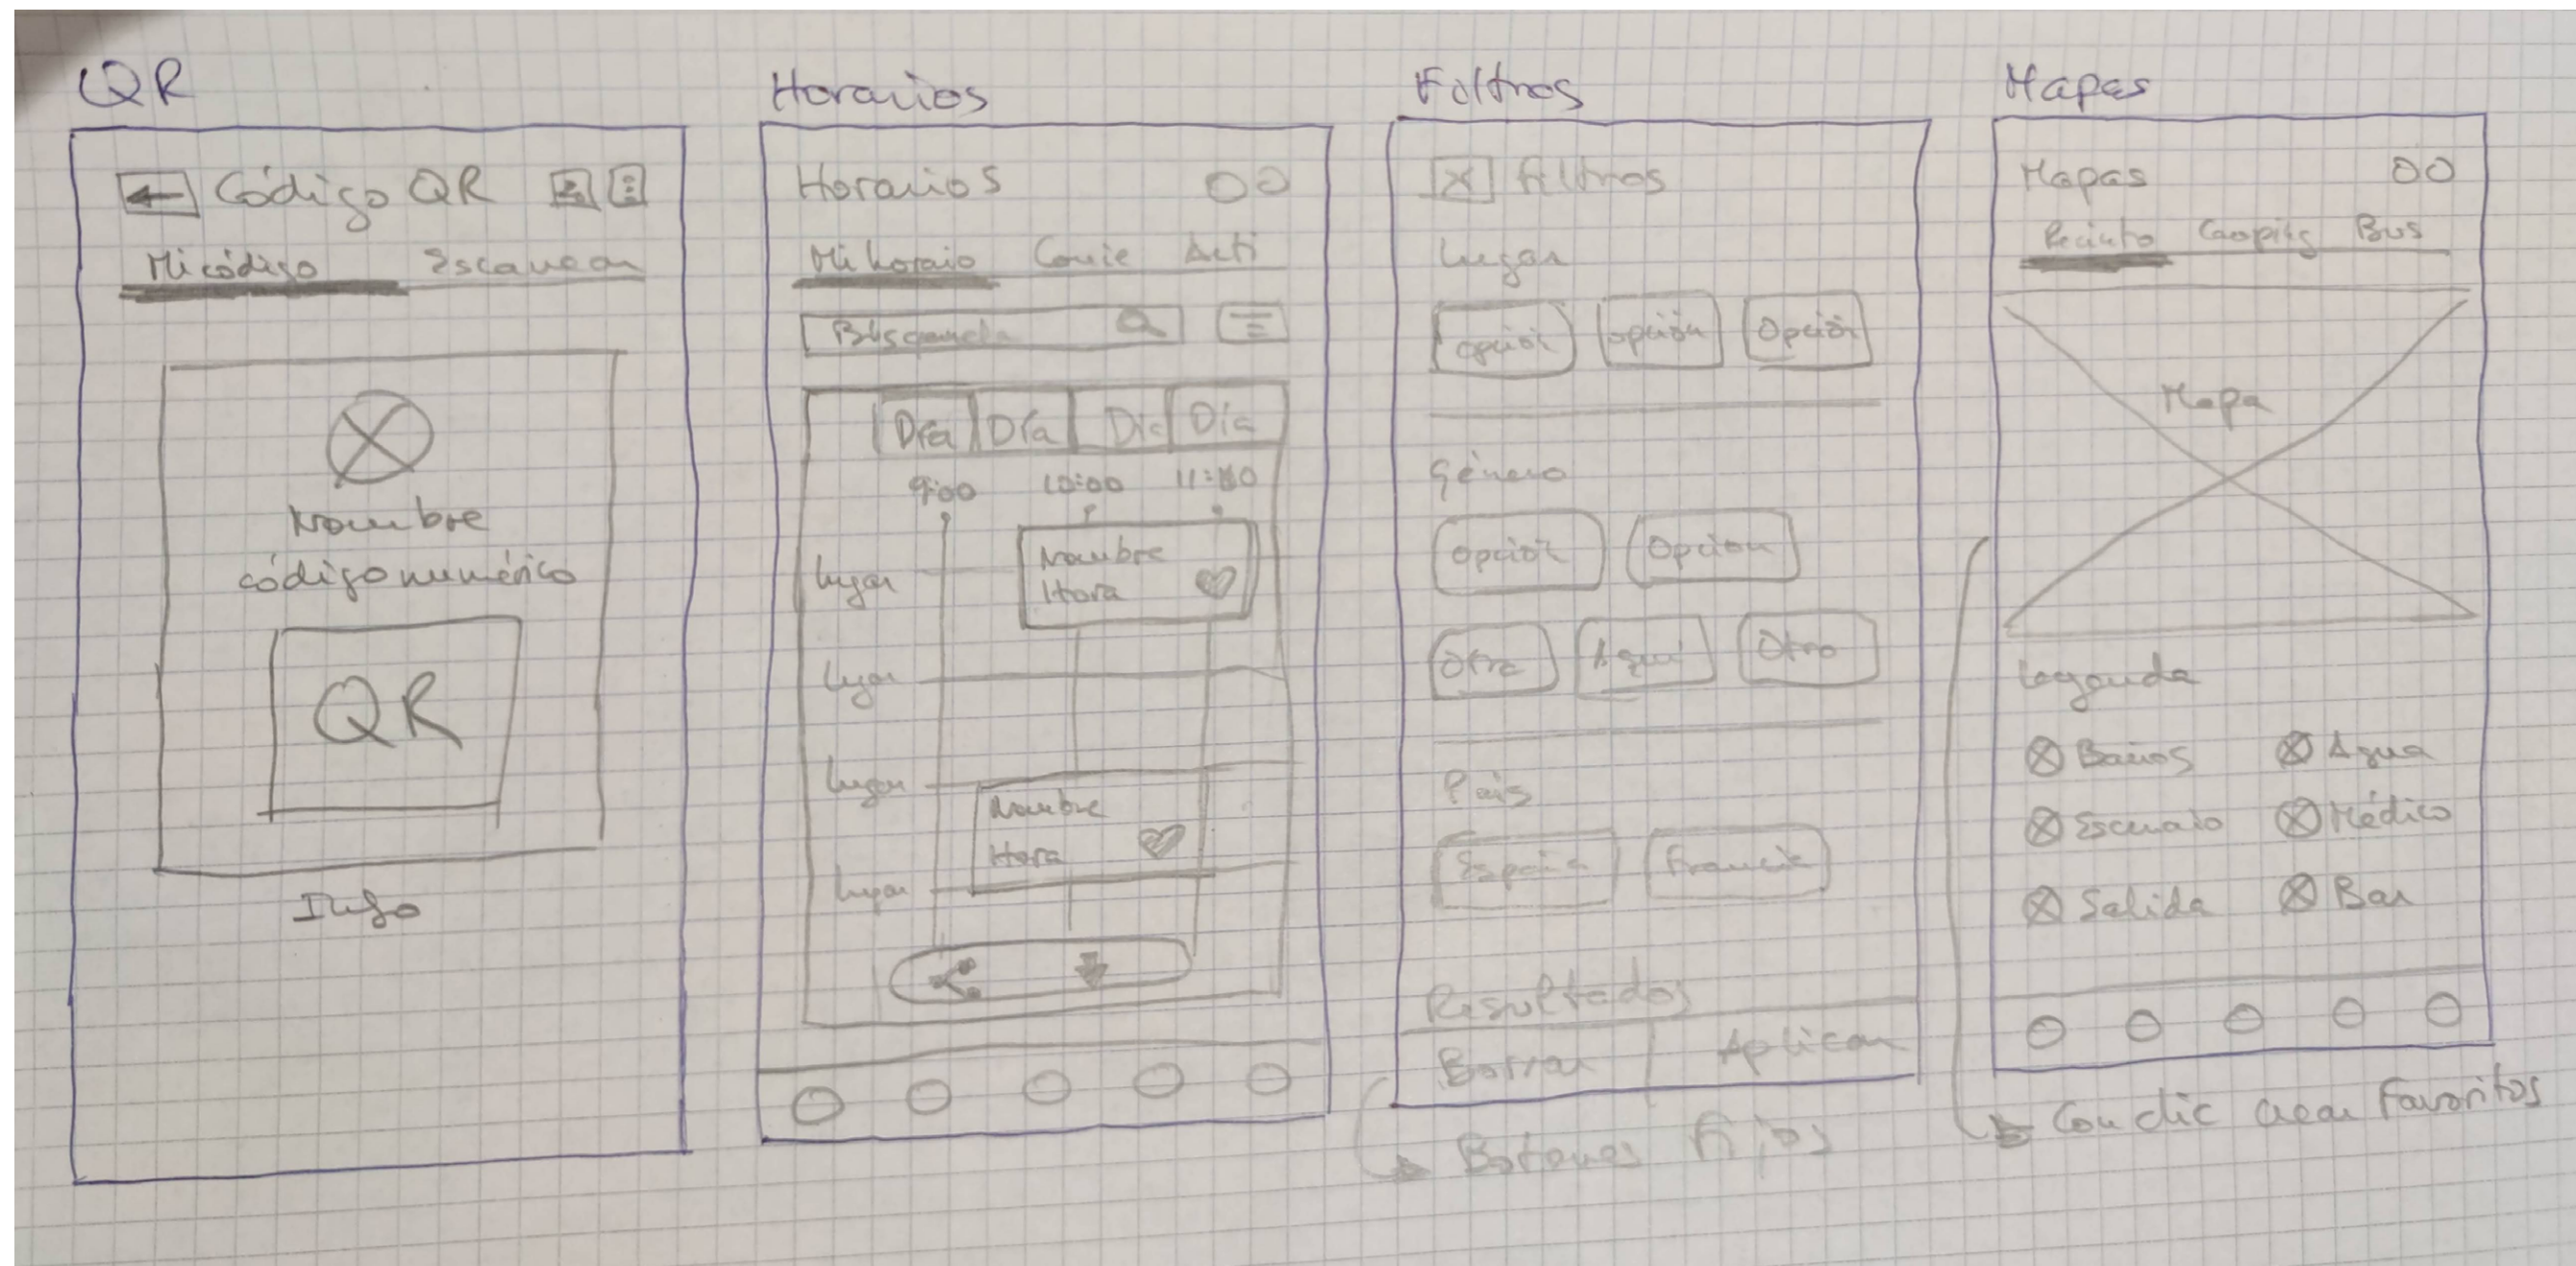 QR
Código QR
Mi código Escanear
Nombre
código numérico
QR
Info
Horarios
Horarios
Mi horario Concie Acti
Búsqueda
Día Día Día Día
9:00 10:00 11:00
Nombre
Hora
lugar
lugar
lugar
Nombre
Hora
lugar
Filtros
X filtros
lugar
opción opción Opción
Género
opción Opción
Otra Aquí Otro
País
España Francia
Resultados
Borrar Aplicar
Botones fijos
Mapas
Mapas
Recinto Camping Bus
Mapa
Leyenda
Baños Agua
Escenario Médico
Salida Bar
Con clic crear favoritos